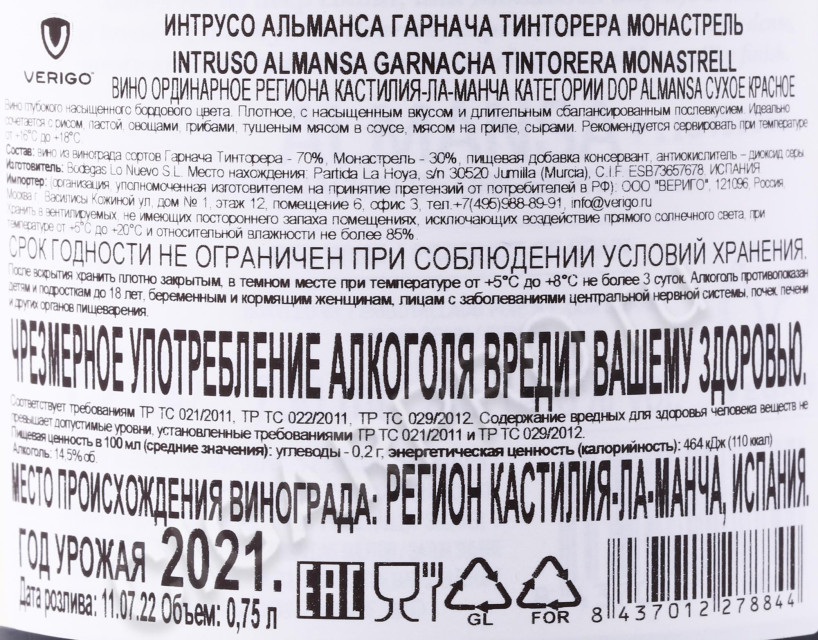 VERIGO
ИНТРУСО АЛЬМАНСА ГАРНАЧА ТИНТОРЕРА МОНАСТРЕЛЬ
INTRUSO ALMANSA GARNACHA TINTORERA MONASTRELL
ВИНО ОРДИНАРНОЕ РЕГИОНА КАСТИЛИЯ-ЛА-МАНЧА КАТЕГОРИИ DOP ALMANSA СУХОЕ КРАСНОЕ
Вино глубокого насыщенного бордового цвета. Плотное, с насыщенным вкусом и длительным сбалансированным послевкусием. Идеально
сочетается с рисом, пастой, овощами, грибами, тушеным мясом в соусе, мясом на гриле, сырами. Рекомендуется сервировать при температуре
от +16°C до +18°C.
Состав: вино из винограда сортов Гарнача Тинторера - 70%, Монастрель - 30%, пищевая добавка консервант, антиокислитель – диоксид серы.
Изготовитель: Bodegas Lo Nuevo S.L. Место нахождения: Partida La Hoya, s/n 30520 Jumilla (Murcia), C.I.F. ESB73657678, ИСПАНИЯ
Импортер: (организация, уполномоченная изготовителем на принятие претензий от потребителей в РФ): ООО "ВЕРИГО", 121096, Россия,
Москва г., Василисы Кожиной ул, дом № 1, этаж 12, помещение 6, офис 3, тел.+7(495)988-89-91, info@verigo.ru
Хранить в вентилируемых, не имеющих постороннего запаха помещениях, исключающих воздействие прямого солнечного света, при
температуре от +5°C до +20°C и относительной влажности не более 85%.
СРОК ГОДНОСТИ НЕ ОГРАНИЧЕН ПРИ СОБЛЮДЕНИИ УСЛОВИЙ ХРАНЕНИЯ.
После вскрытия хранить плотно закрытым, в темном месте при температуре от +5°C до +8°C не более 3 суток. Алкоголь противопоказан
детям и подросткам до 18 лет, беременным и кормящим женщинам, лицам с заболеваниями центральной нервной системы, почек, печени
и других органов пищеварения.
ЧРЕЗМЕРНОЕ УПОТРЕБЛЕНИЕ АЛКОГОЛЯ ВРЕДИТ ВАШЕМУ ЗДОРОВЬЮ.
Соответствует требованиям ТР ТС 021/2011, ТР ТС 022/2011, ТР ТС 029/2012. Содержание вредных для здоровья человека веществ не
превышает допустимые уровни, установленные требованиями ТР ТС 021/2011 и ТР ТС 029/2012.
Пищевая ценность в 100 мл (средние значения): углеводы - 0,2 г; энергетическая ценность (калорийность): 464 кДж (110 ккал)
Алкоголь: 14.5% об.
МЕСТО ПРОИСХОЖДЕНИЯ ВИНОГРАДА: РЕГИОН КАСТИЛИЯ-ЛА-МАНЧА, ИСПАНИЯ.
ГОД УРОЖАЯ 2021.
Дата розлива: 11.07.22 Объем: 0,75 л
EAC
GL
FOR
8 437012 278844